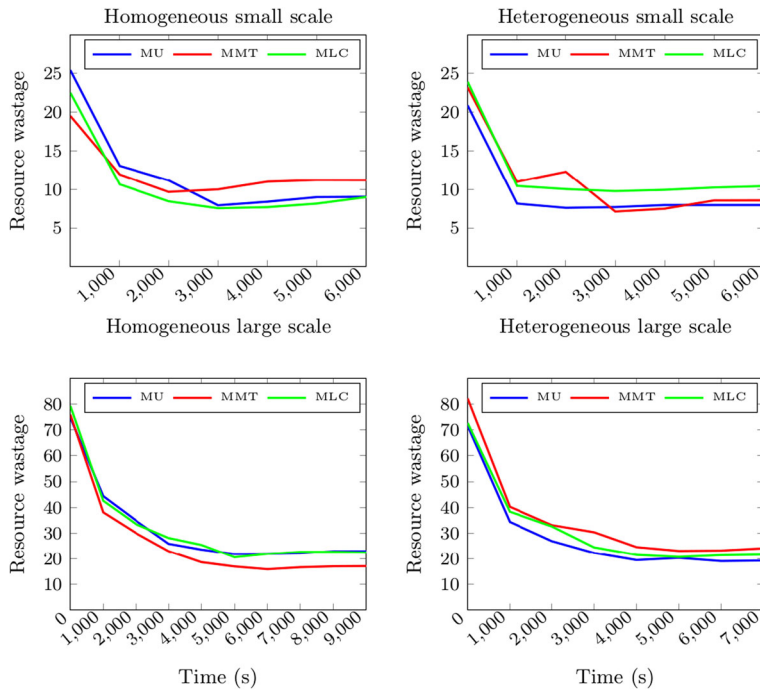 Homogeneous small scale
MU MMT MLC
Resource wastage
25
20
15
10
5
1,000 2,000 3,000 4,000 5,000 6,000
Heterogeneous small scale
MU MMT MLC
Resource wastage
25
20
15
10
5
1,000 2,000 3,000 4,000 5,000 6,000
Homogeneous large scale
MU MMT MLC
Resource wastage
80
70
60
50
40
30
20
10
0 1,000 2,000 3,000 4,000 5,000 6,000 7,000 8,000 9,000
Time (s)
Heterogeneous large scale
MU MMT MLC
Resource wastage
80
70
60
50
40
30
20
10
0 1,000 2,000 3,000 4,000 5,000 6,000 7,000
Time (s)